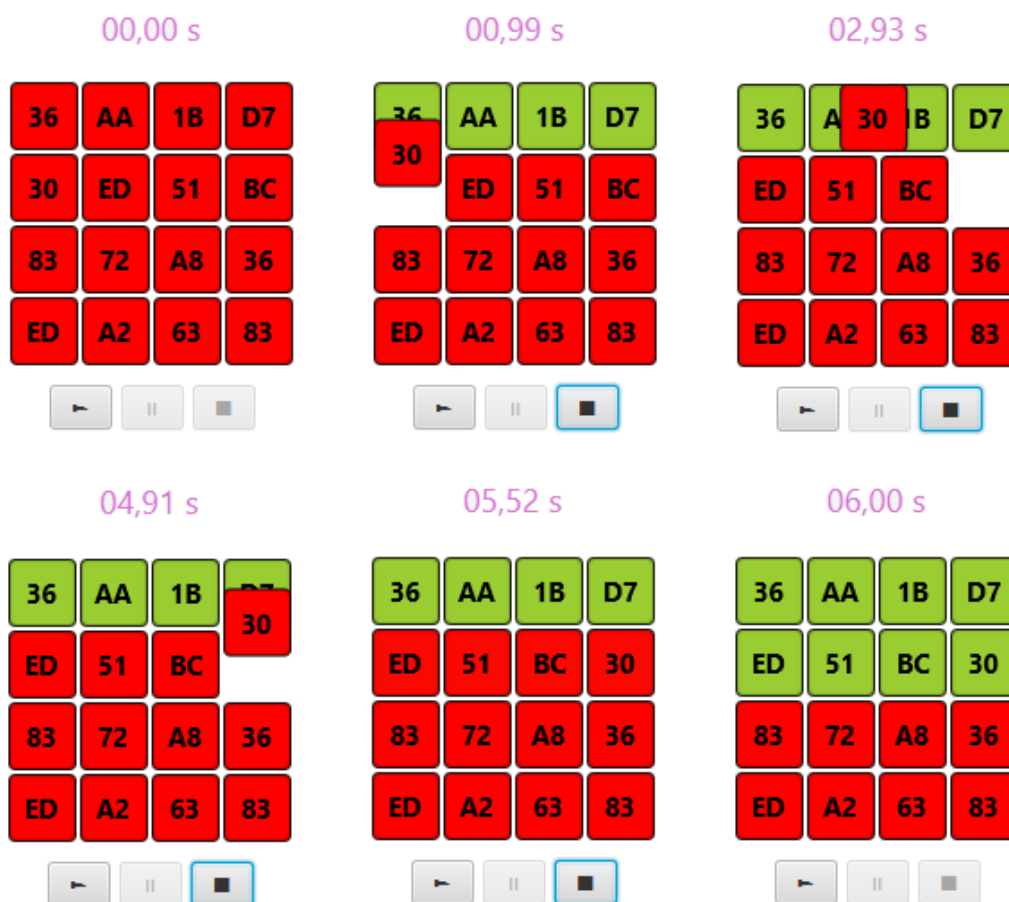 00,00 s
36 AA 1B D7
30 ED 51 BC
83 72 A8 36
ED A2 63 83
00,99 s
36 AA 1B D7
30
ED 51 BC
83 72 A8 36
ED A2 63 83
02,93 s
36 A 30 B D7
ED 51 BC
83 72 A8 36
ED A2 63 83
04,91 s
36 AA 1B D7
30
ED 51 BC
83 72 A8 36
ED A2 63 83
05,52 s
36 AA 1B D7
ED 51 BC 30
83 72 A8 36
ED A2 63 83
06,00 s
36 AA 1B D7
ED 51 BC 30
83 72 A8 36
ED A2 63 83